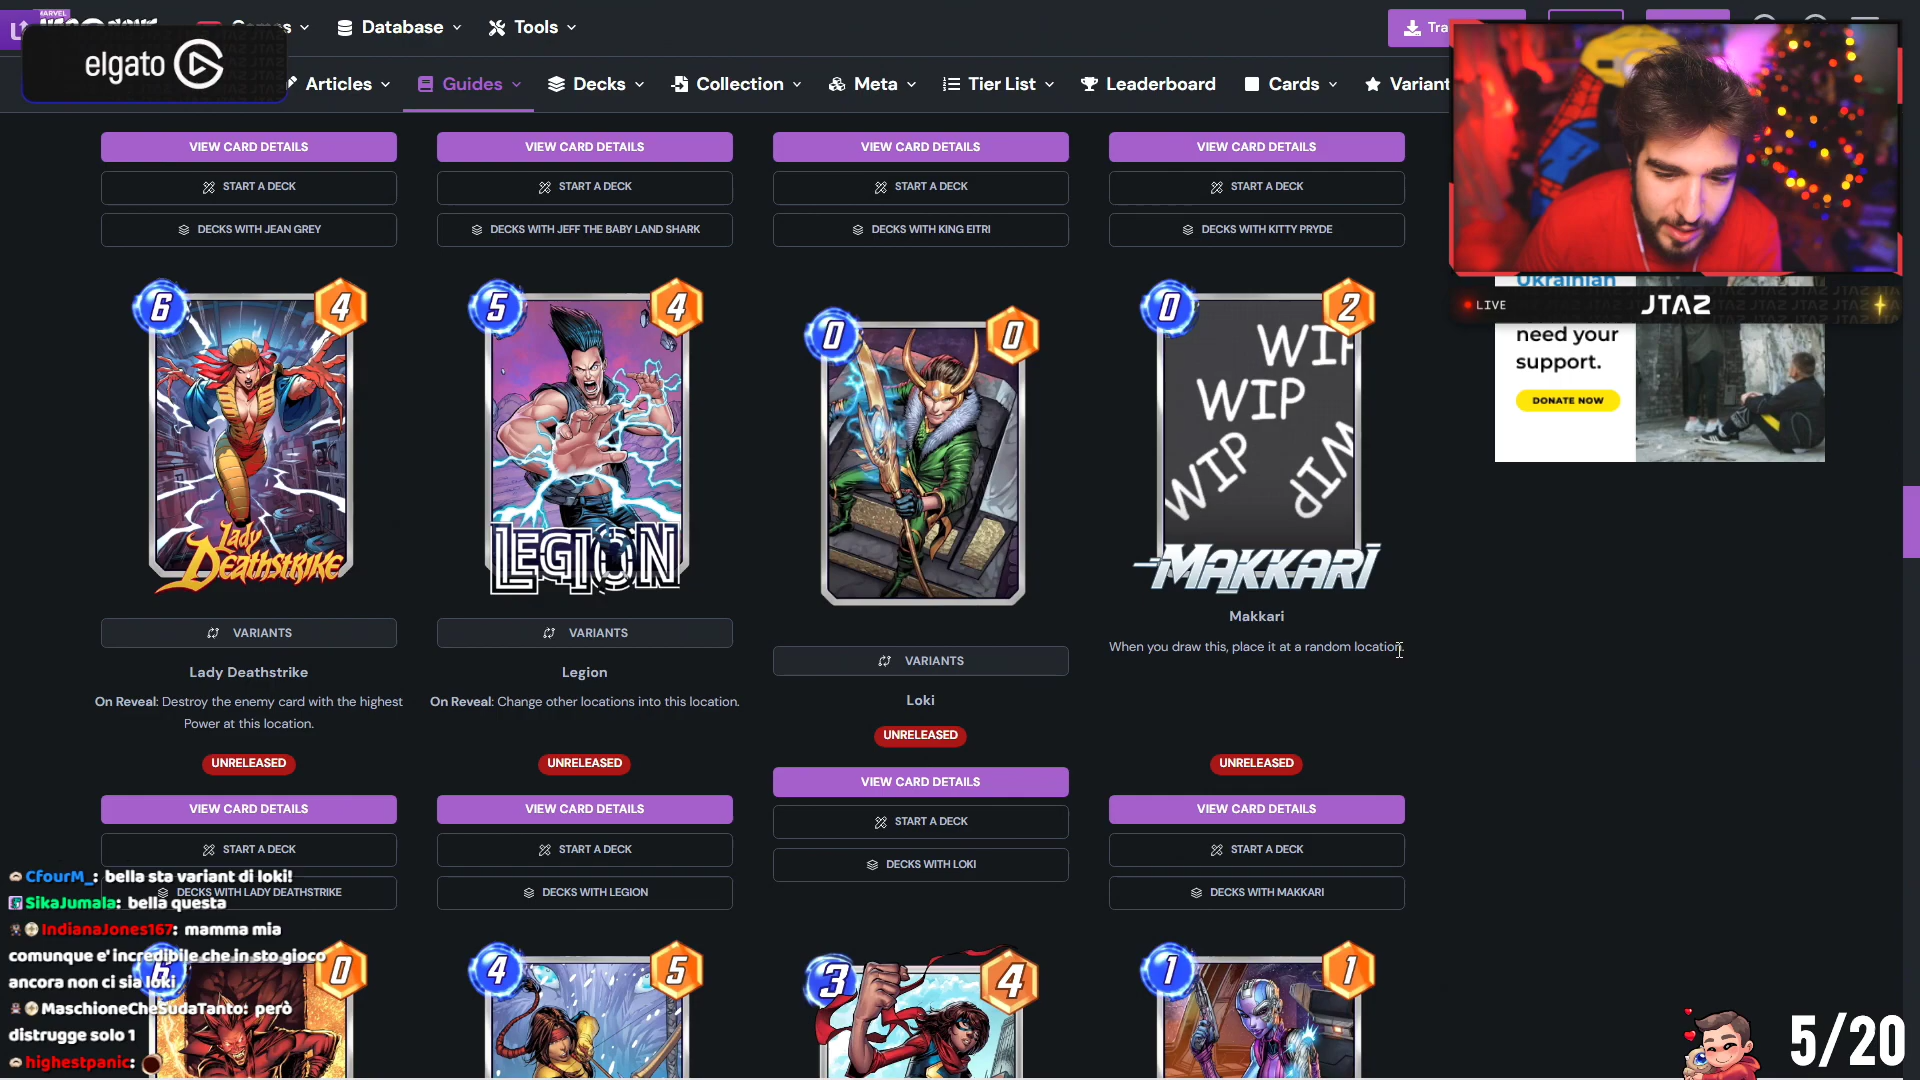 MARVEL
Games
Database
Tools
elgato
Articles
Guides
Decks
Collection
Meta
Tier List
Leaderboard
Cards
VIEW CARD DETAILS
VIEW CARD DETAILS
VIEW CARD DETAILS
VIEW CARD DETAILS
START A DECK
START A DECK
START A DECK
START A DECK
DECKS WITH JEAN GREY
DECKS WITH JEFF THE BABY LAND SHARK
DECKS WITH KING EITRI
DECKS WITH KITTY PRYDE
Ukrainian
LIVE
JTAZ
need your
support.
DONATE NOW
6 4
5 4
0 0
0 2
WIP
WIP
WIP
Lady
Deathstrike
LEGION
MAKKARI
VARIANTS
VARIANTS
VARIANTS
Makkari
When you draw this, place it at a random location.
Lady Deathstrike
Legion
Loki
On Reveal: Destroy the enemy card with the highest
Power at this location.
On Reveal: Change other locations into this location.
UNRELEASED
UNRELEASED
UNRELEASED
UNRELEASED
VIEW CARD DETAILS
VIEW CARD DETAILS
VIEW CARD DETAILS
VIEW CARD DETAILS
START A DECK
START A DECK
START A DECK
START A DECK
DECKS WITH LADY DEATHSTRIKE
DECKS WITH LEGION
DECKS WITH LOKI
DECKS WITH MAKKARI
CfourM_: bella sta variant di loki!
SikaJumala: bella questa
IndianaJones167: mamma mia
comunque e' incredibile che in sto gioco
ancora non ci sia loki
MaschioneCheSudaTanto: però
distrugge solo 1
highestpanic:
6 0
4 5
3 4
1 1
5/20